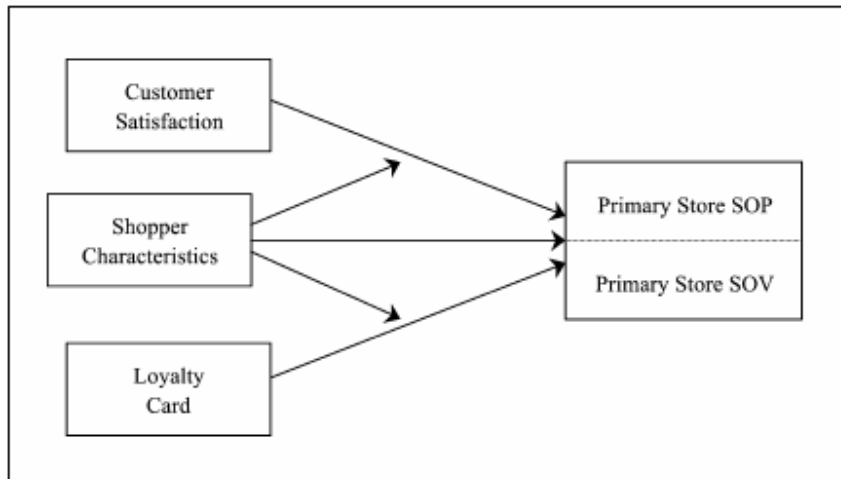 Customer
Satisfaction
Shopper
Characteristics
Loyalty
Card
Primary Store SOP
Primary Store SOV